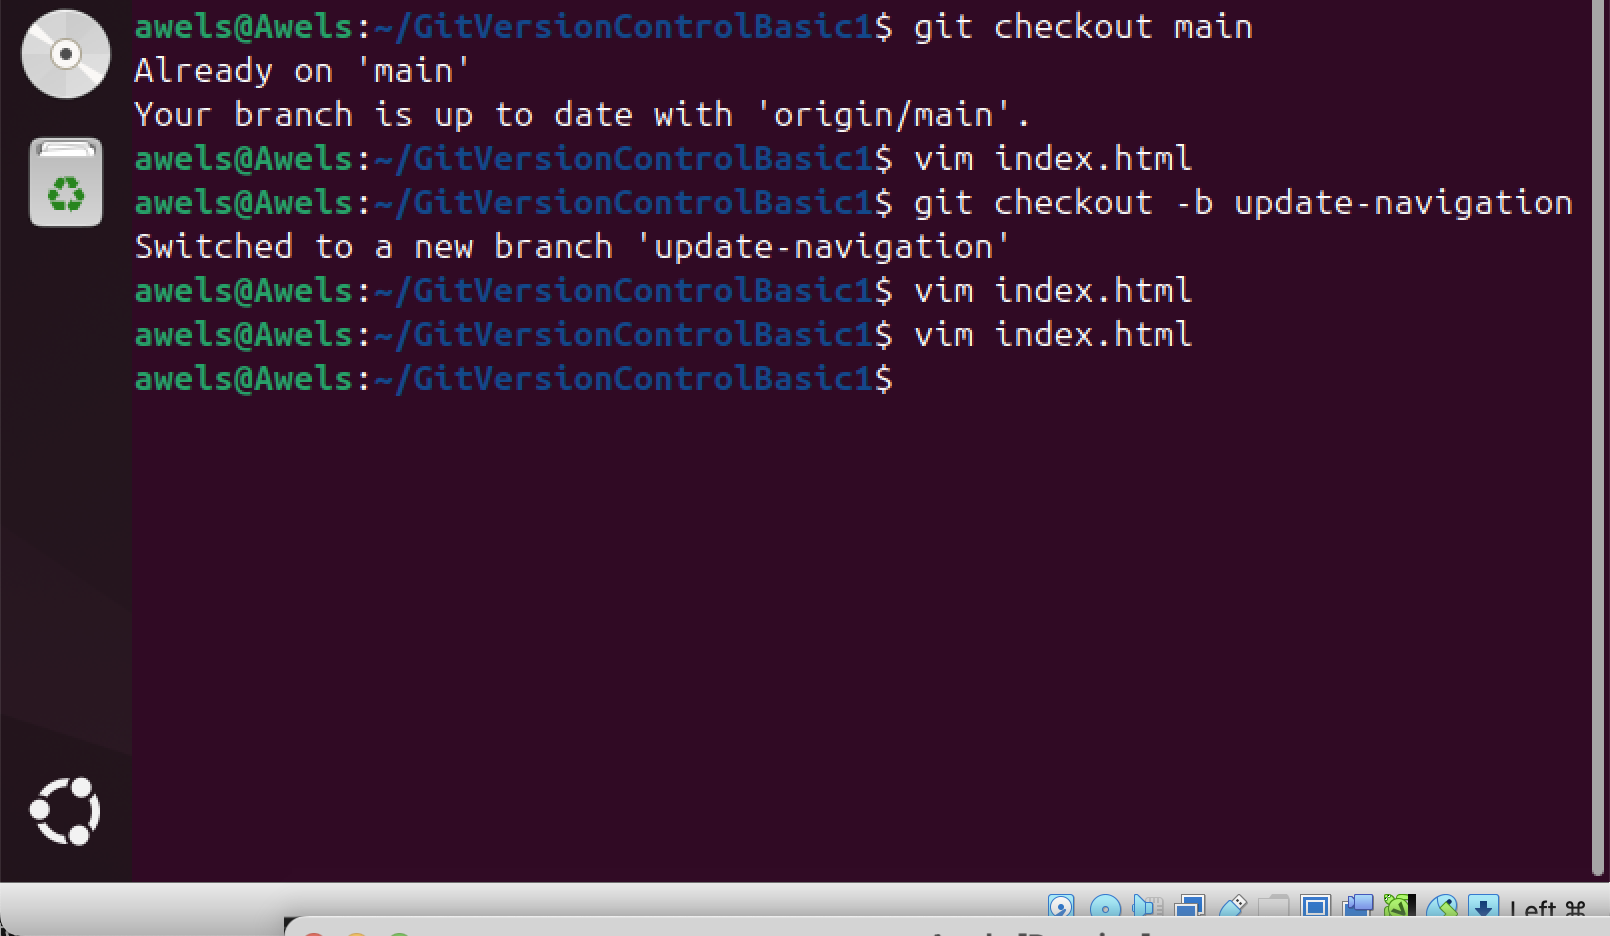 awels@Awels:~/GitVersionControlBasic1$ git checkout main
Already on 'main'
Your branch is up to date with 'origin/main'.
awels@Awels:~/GitVersionControlBasic1$ vim index.html
awels@Awels:~/GitVersionControlBasic1$ git checkout -b update-navigation
Switched to a new branch 'update-navigation'
awels@Awels:~/GitVersionControlBasic1$ vim index.html
awels@Awels:~/GitVersionControlBasic1$ vim index.html
awels@Awels:~/GitVersionControlBasic1$
Left ⌘